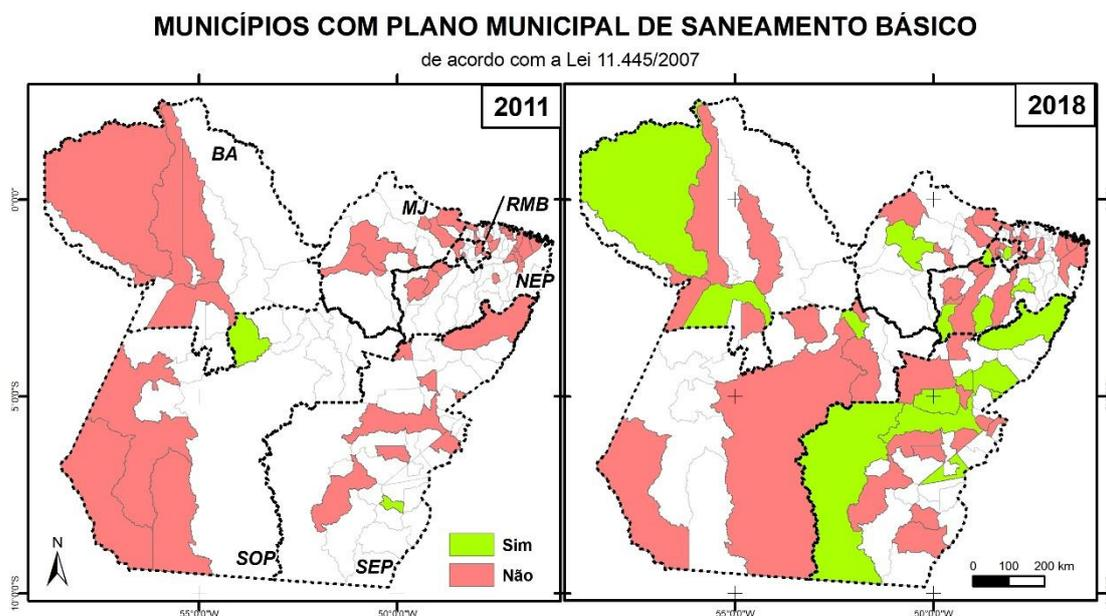 MUNICÍPIOS COM PLANO MUNICIPAL DE SANEAMENTO BÁSICO
de acordo com a Lei 11.445/2007
2011
2018
BA
MJ
RMB
NEP
SOP
SEP
N
Sim
Não
0 100 200 km
0°0'0"
5°0'0"S
10°0'0"S
55°0'0"W
50°0'0"W
55°0'0"W
50°0'0"W